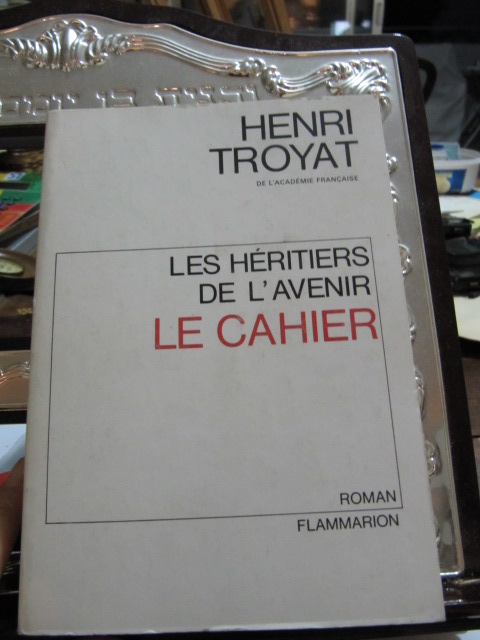 HENRI
TROYAT
DE L'ACADÉMIE FRANÇAISE
LES HÉRITIERS
DE L'AVENIR
LE CAHIER
ROMAN
FLAMMARION